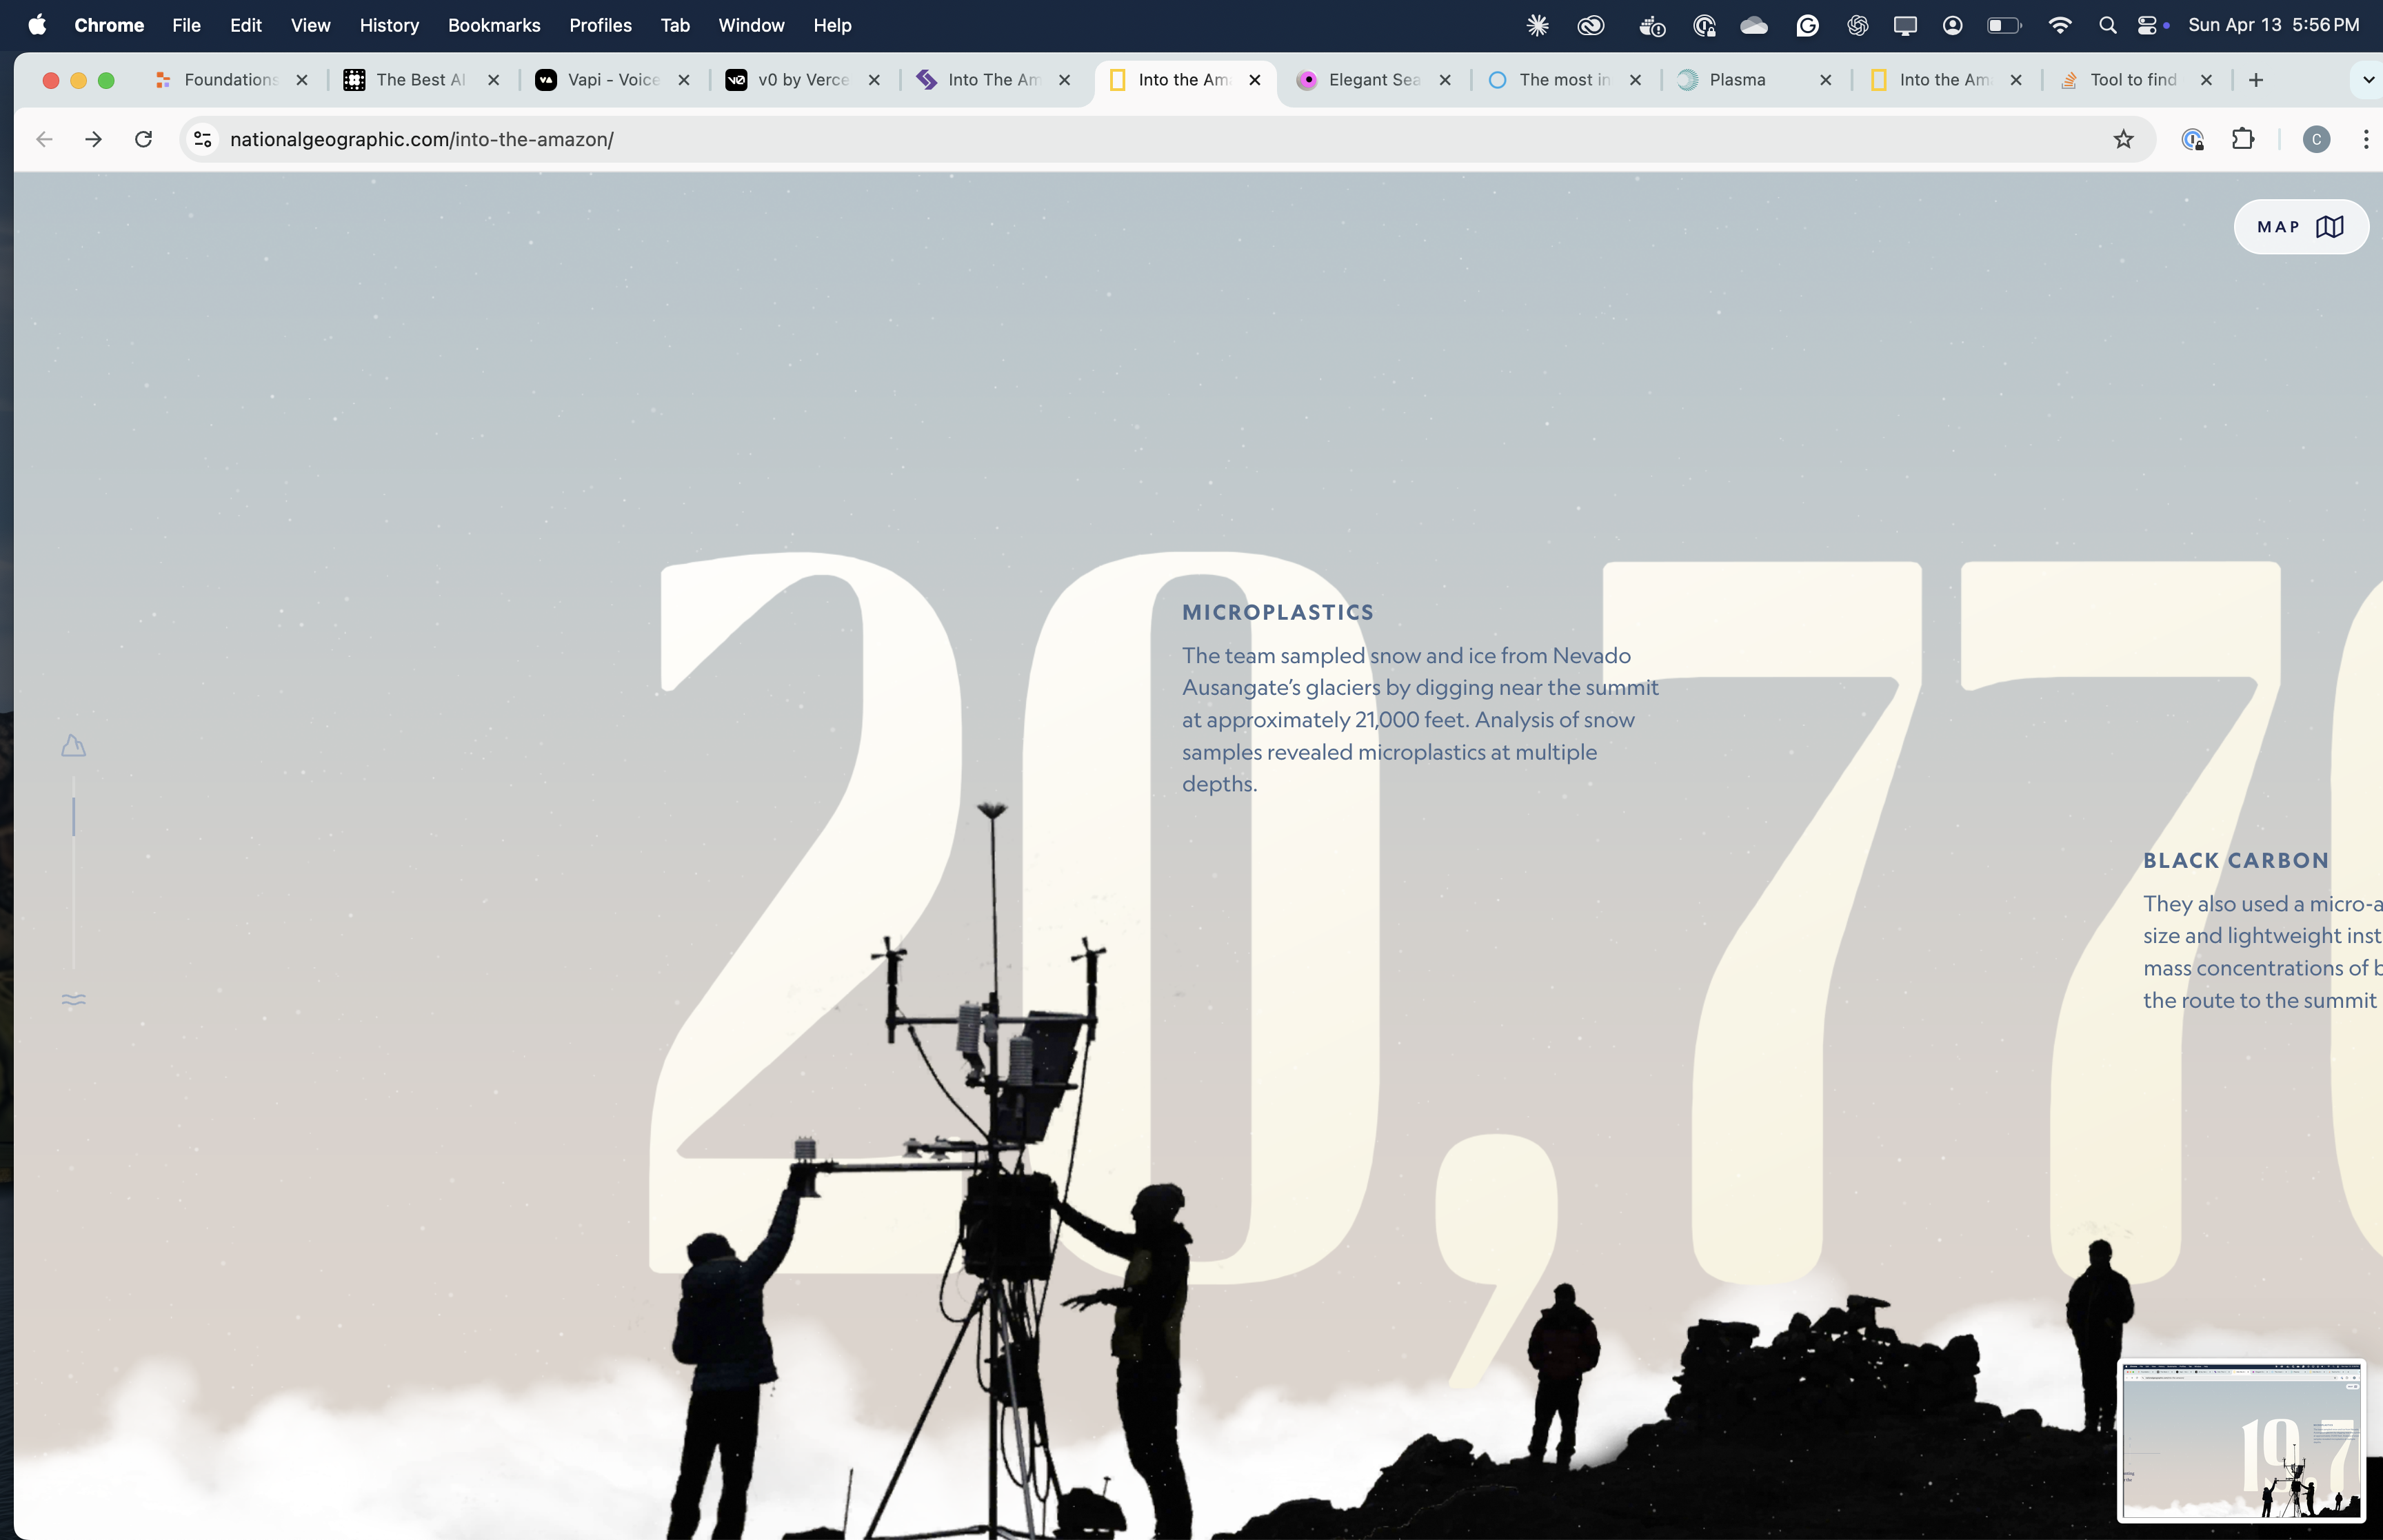 Chrome File Edit View History Bookmarks Profiles Tab Window Help Sun Apr 13 5:56 PM
Foundations The Best AI Vapi - Voice v0 by Verce Into The Am Into the Ama Elegant Sea The most in Plasma Into the Am Tool to find
nationalgeographic.com/into-the-amazon/ C
MAP
20,77
MICROPLASTICS
The team sampled snow and ice from Nevado
Ausangate’s glaciers by digging near the summit
at approximately 21,000 feet. Analysis of snow
samples revealed microplastics at multiple
depths.
BLACK CARBON
They also used a micro-a
size and lightweight inst
mass concentrations of b
the route to the summit
19,7